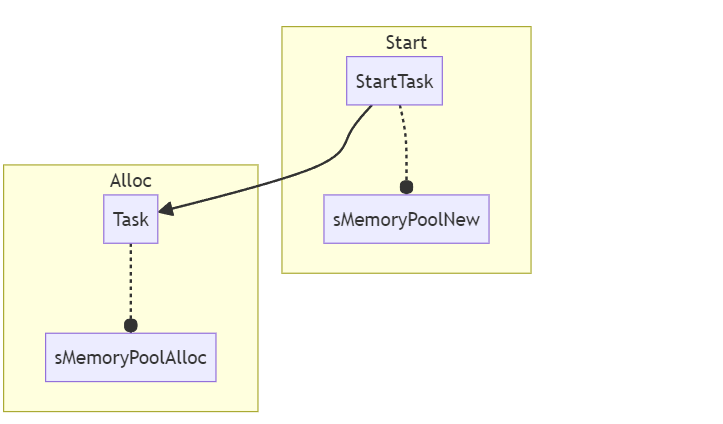 Start
StartTask
Alloc
Task
sMemoryPoolNew
sMemoryPoolAlloc